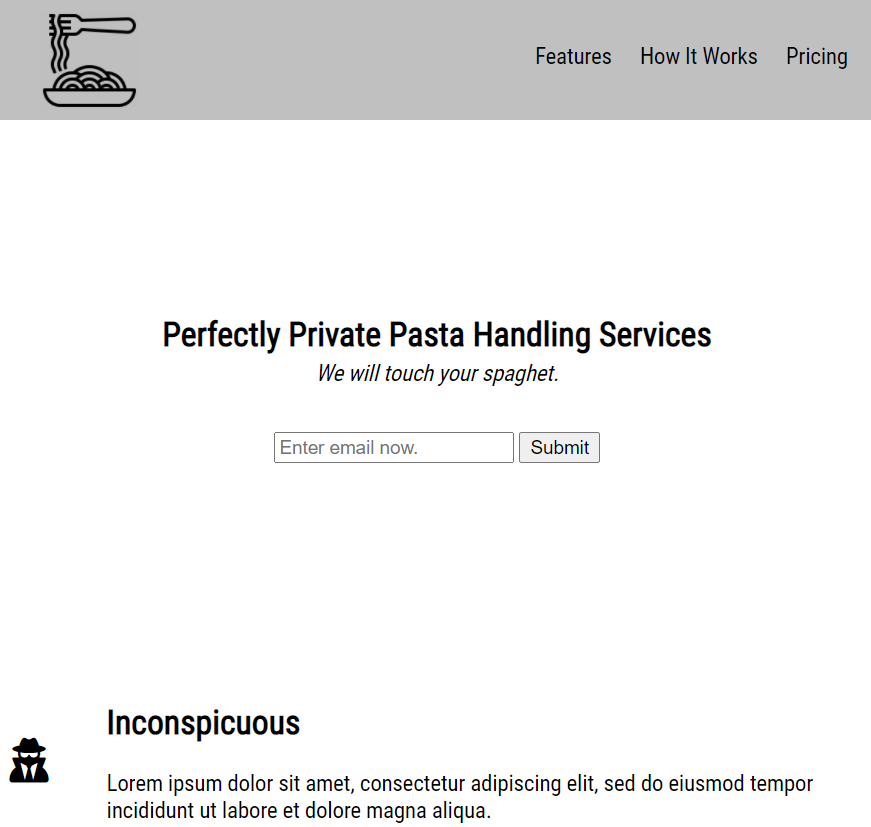 Features How It Works Pricing
Perfectly Private Pasta Handling Services
We will touch your spaghet.
Enter email now. Submit
Inconspicuous
Lorem ipsum dolor sit amet, consectetur adipiscing elit, sed do eiusmod tempor
incididunt ut labore et dolore magna aliqua.